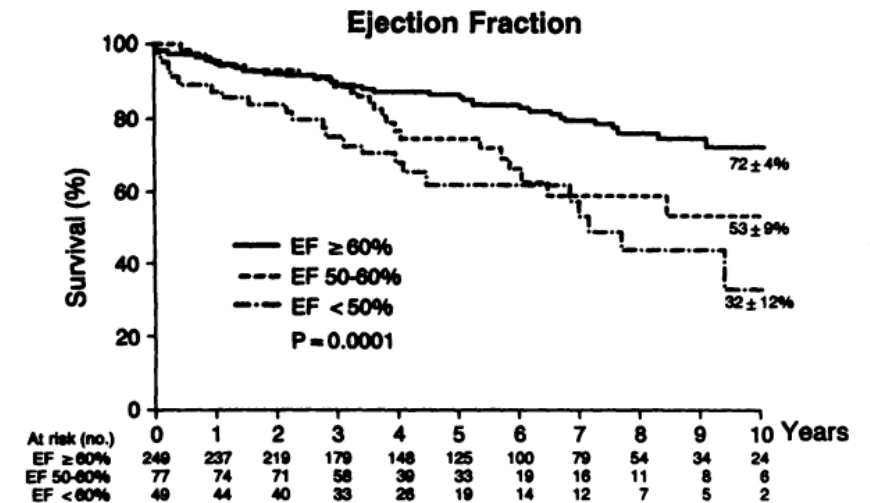 Ejection Fraction
100
80
60
40
20
0
Survival (%)
EF ≥60%
EF 50-60%
EF <50%
P=0.0001
72±4%
53±9%
32±12%
0 1 2 3 4 5 6 7 8 9 10 Years
At risk (no.)
EF ≥60% 249 237 219 179 148 125 100 79 54 34 24
EF 50-60% 77 74 71 58 39 33 19 16 11 8 6
EF <60% 49 44 40 33 26 19 14 12 7 5 2